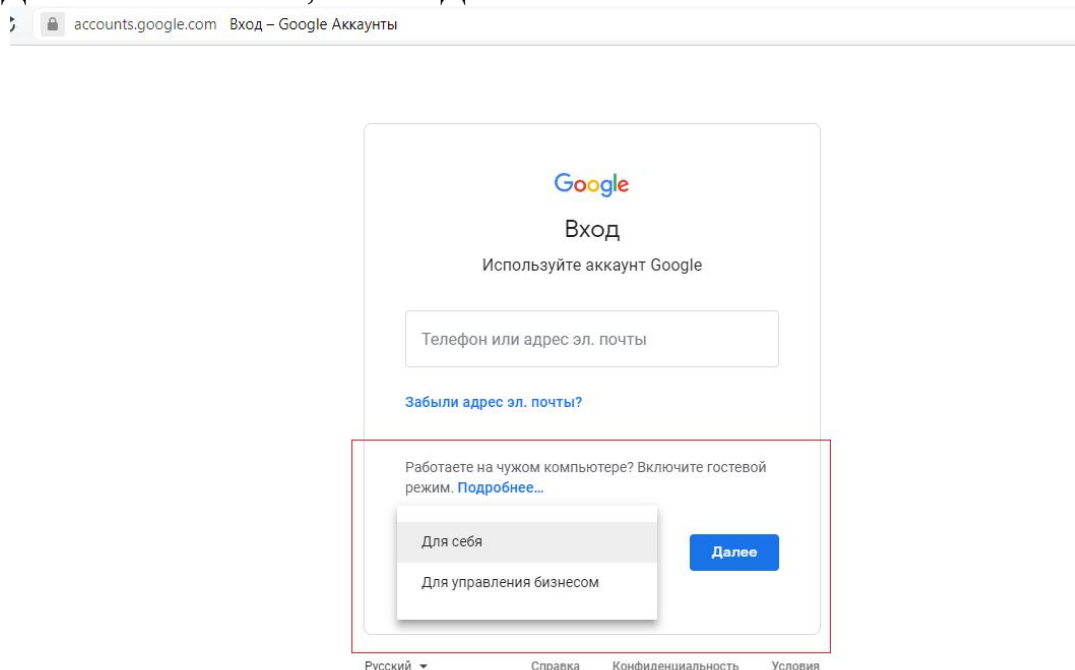 accounts.google.com Вход – Google Аккаунты
Google
Вход
Используйте аккаунт Google
Телефон или адрес эл. почты
Забыли адрес эл. почты?
Работаете на чужом компьютере? Включите гостевой
режим. Подробнее...
Для себя
Далее
Для управления бизнесом
Русский
Справка
Конфиденциальность
Условия